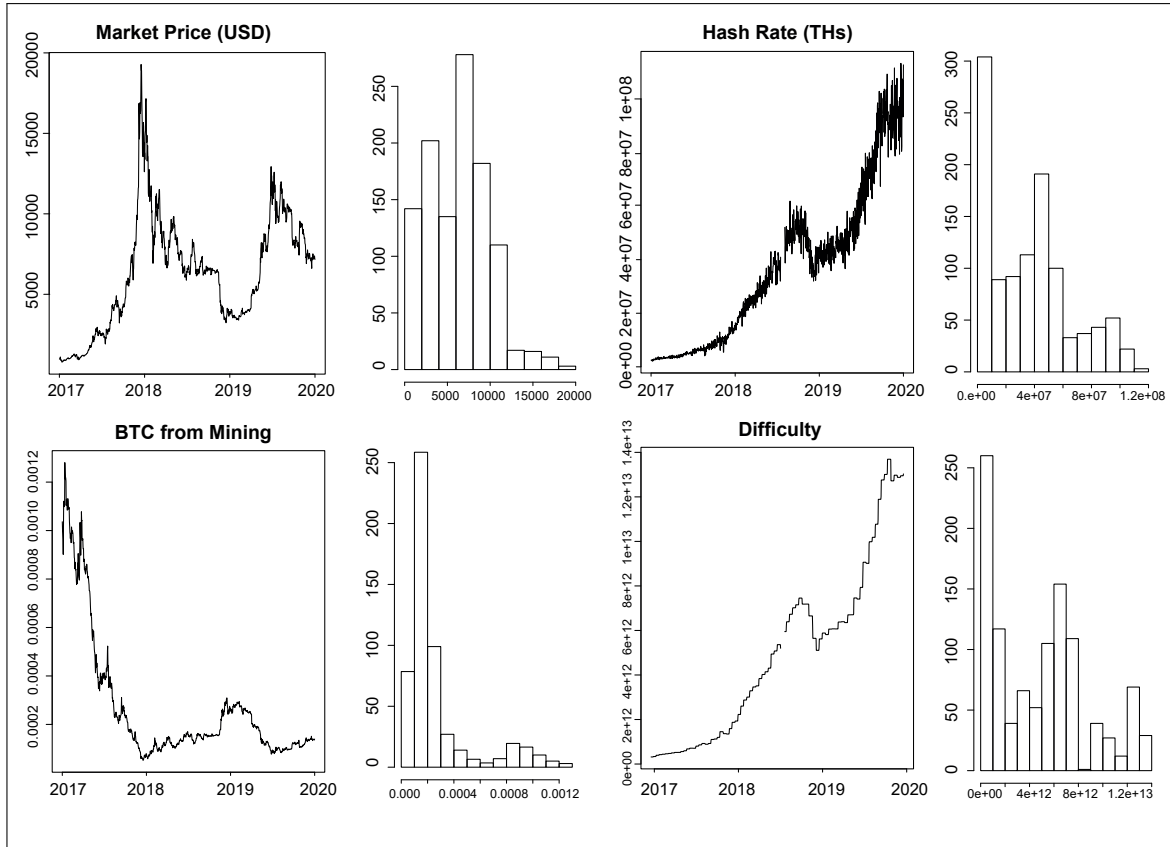 Market Price (USD)
5000 10000 15000 20000
2017 2018 2019 2020
0 50 100 150 200 250
0 5000 10000 20000
Hash Rate (THs)
0e+00 2e+07 4e+07 6e+07 8e+07 1e+08
2017 2018 2019 2020
0 50 100 150 200 250 300
0.e+00 4e+07 8e+07 1.2e+08
BTC from Mining
0.0002 0.0004 0.0006 0.0008 0.0010 0.0012
2017 2018 2019 2020
0 50 100 150 200 250
0.000 0.0004 0.0008 0.0012
Difficulty
0e+00 2e+12 4e+12 6e+12 8e+12 1e+13 1.2e+13 1.4e+13
2017 2018 2019 2020
0 50 100 150 200 250
0e+00 4e+12 8e+12 1.2e+13